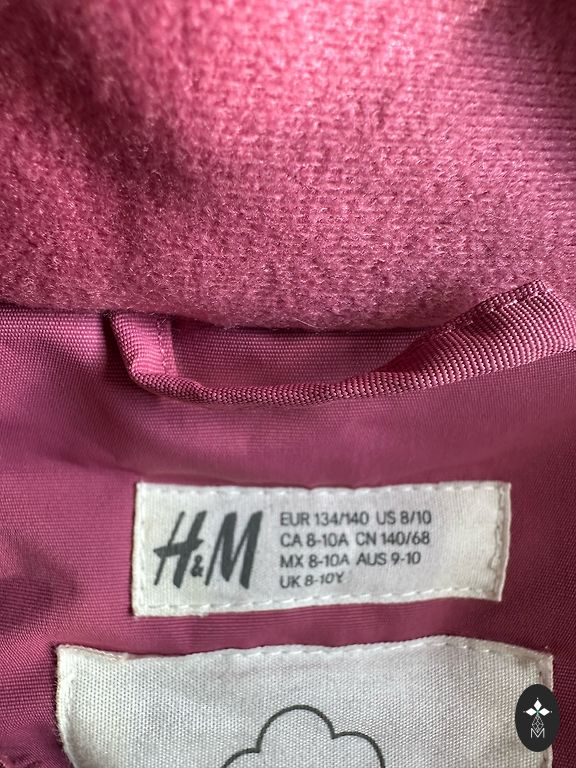 H&M
EUR 134/140 US 8/10
CA 8-10A CN 140/68
MX 8-10A AUS 9-10
UK 8-10Y
M